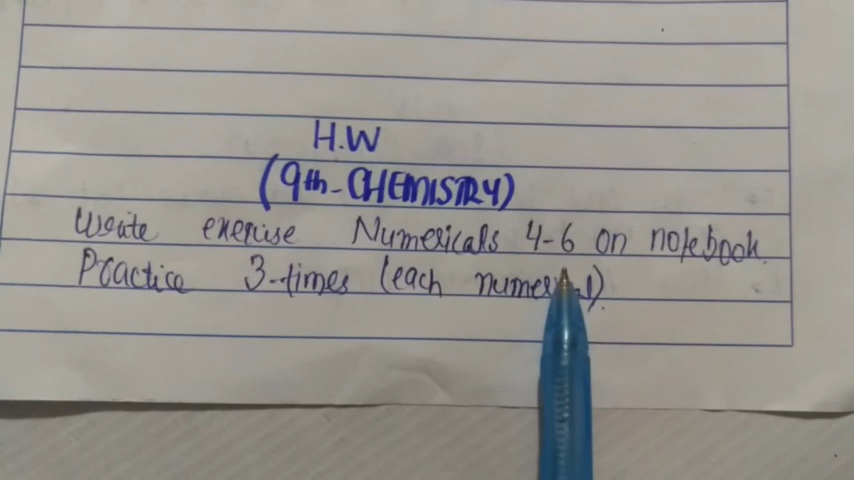 H.W
(9th-CHEMISTRY)
Write exercise Numericals 4-6 on notebook.
Practice 3-times (each numerical).